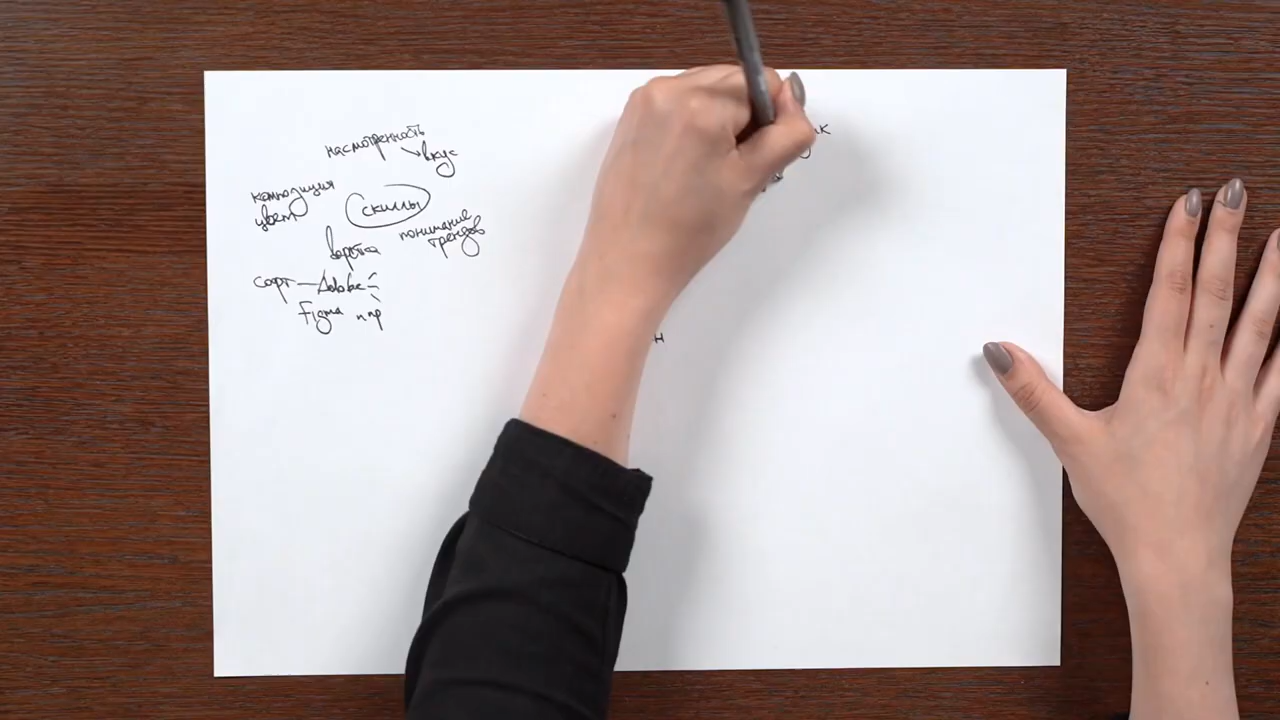 насмотренность
вкус
композиция
цвет
скиллы
понимание
трендов
вёрстка
софт — Adobe
Figma пр